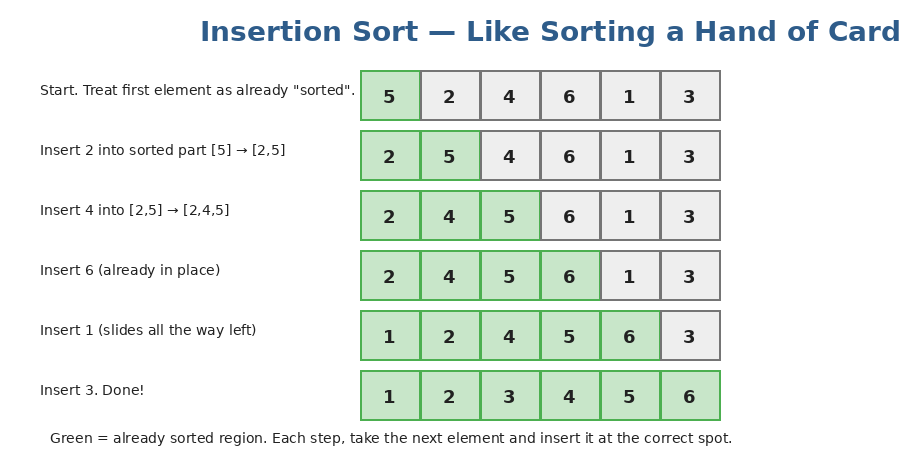 Insertion Sort — Like Sorting a Hand of Card
Start. Treat first element as already "sorted". 5 2 4 6 1 3
Insert 2 into sorted part [5] → [2,5] 2 5 4 6 1 3
Insert 4 into [2,5] → [2,4,5] 2 4 5 6 1 3
Insert 6 (already in place) 2 4 5 6 1 3
Insert 1 (slides all the way left) 1 2 4 5 6 3
Insert 3. Done! 1 2 3 4 5 6
Green = already sorted region. Each step, take the next element and insert it at the correct spot.